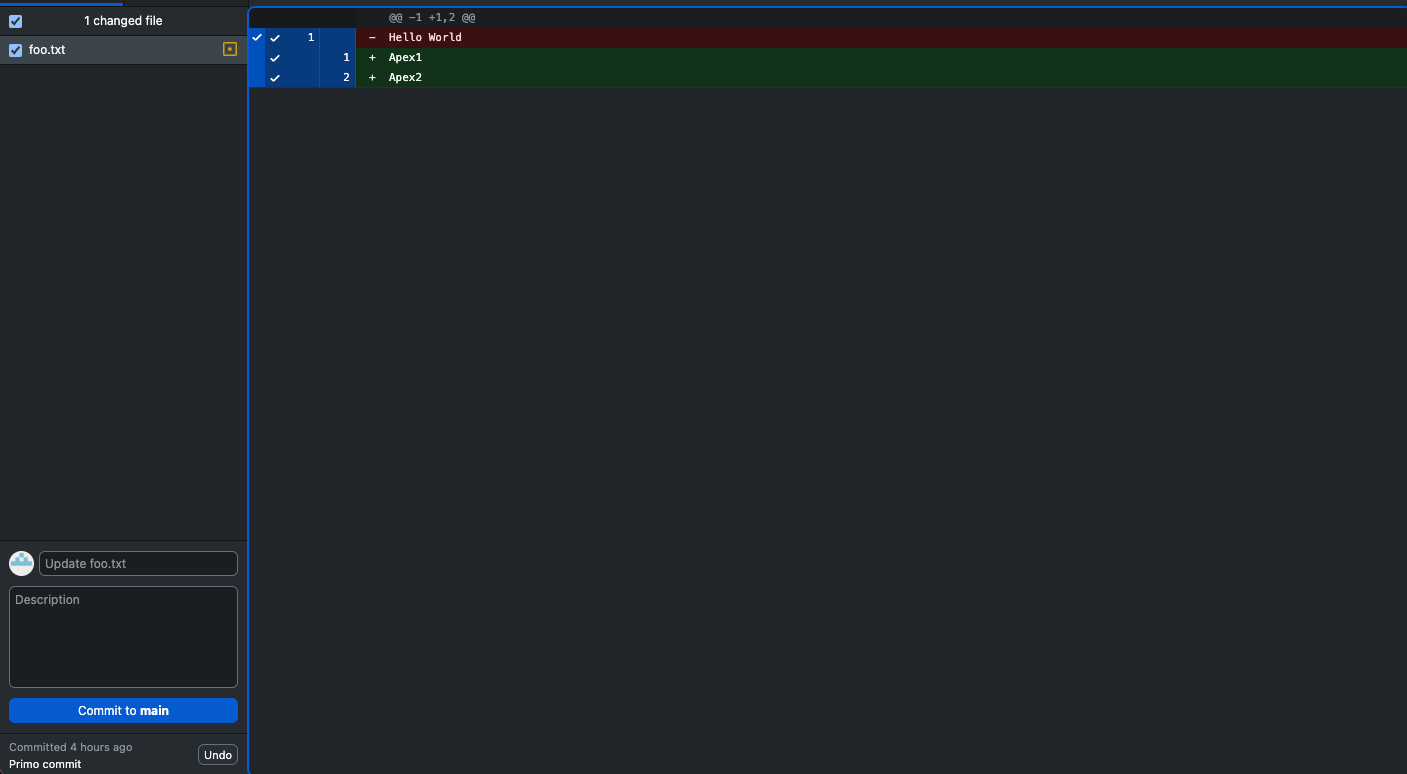 1 changed file
foo.txt
@@ -1 +1,2 @@
1 - Hello World
1 + Apex1
2 + Apex2
Update foo.txt
Description
Commit to main
Committed 4 hours ago
Primo commit
Undo